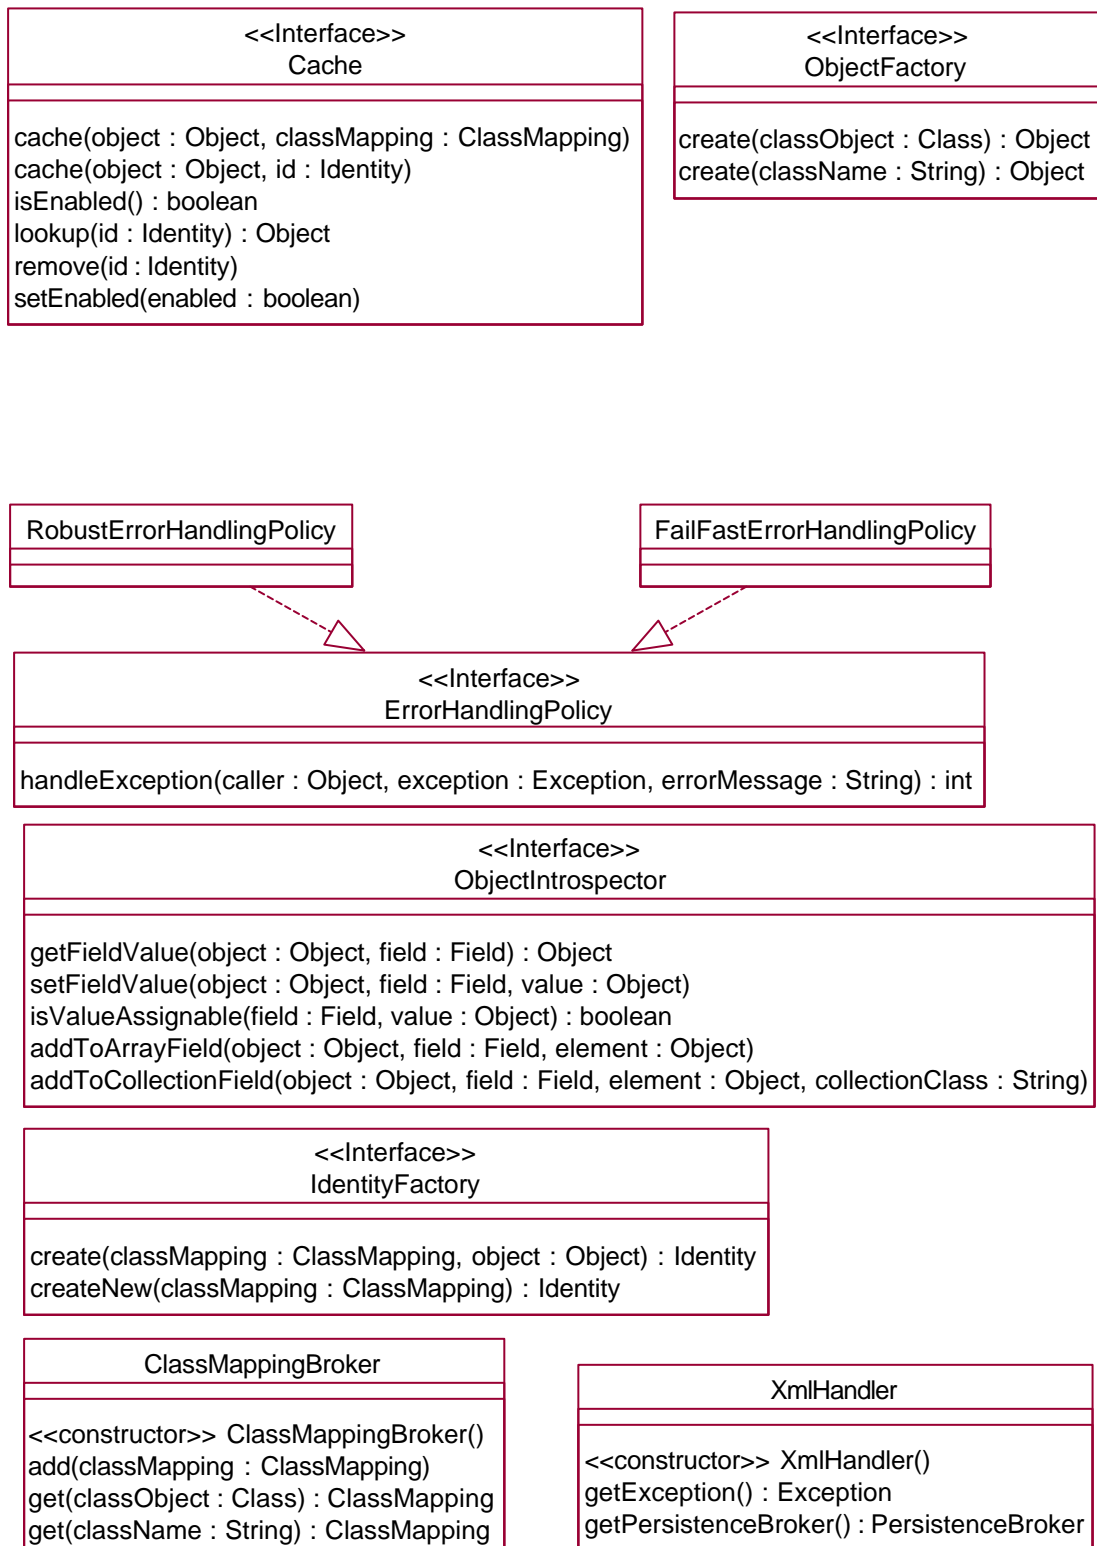 <<Interface>>
Cache
cache(object : Object, classMapping : ClassMapping)
cache(object : Object, id : Identity)
isEnabled() : boolean
lookup(id : Identity) : Object
remove(id : Identity)
setEnabled(enabled : boolean)
<<Interface>>
ObjectFactory
create(classObject : Class) : Object
create(className : String) : Object
RobustErrorHandlingPolicy
FailFastErrorHandlingPolicy
<<Interface>>
ErrorHandlingPolicy
handleException(caller : Object, exception : Exception, errorMessage : String) : int
<<Interface>>
ObjectIntrospector
getFieldValue(object : Object, field : Field) : Object
setFieldValue(object : Object, field : Field, value : Object)
isValueAssignable(field : Field, value : Object) : boolean
addToArrayField(object : Object, field : Field, element : Object)
addToCollectionField(object : Object, field : Field, element : Object, collectionClass : String)
<<Interface>>
IdentityFactory
create(classMapping : ClassMapping, object : Object) : Identity
createNew(classMapping : ClassMapping) : Identity
ClassMappingBroker
<<constructor>> ClassMappingBroker()
add(classMapping : ClassMapping)
get(classObject : Class) : ClassMapping
get(className : String) : ClassMapping
XmlHandler
<<constructor>> XmlHandler()
getException() : Exception
getPersistenceBroker() : PersistenceBroker